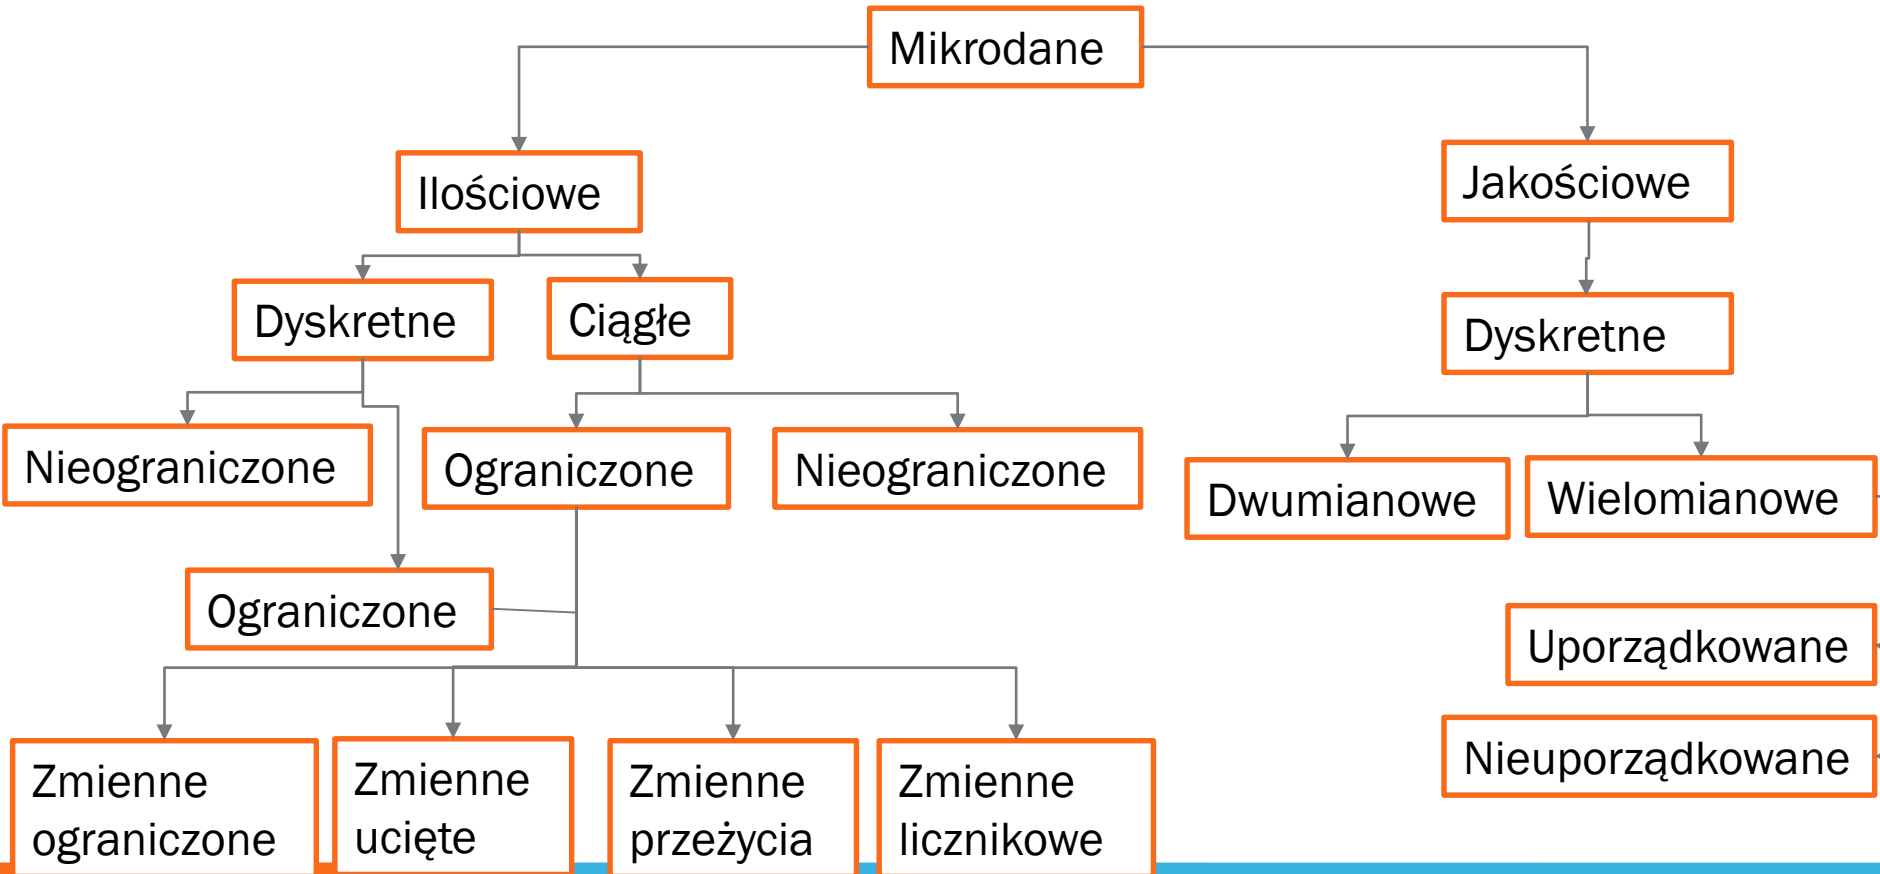 Mikrodane
Ilościowe
Jakościowe
Dyskretne
Ciągłe
Dyskretne
Nieograniczone
Ograniczone
Nieograniczone
Dwumianowe
Wielomianowe
Ograniczone
Uporządkowane
Nieuporządkowane
Zmienne
ograniczone
Zmienne
ucięte
Zmienne
przeżycia
Zmienne
licznikowe